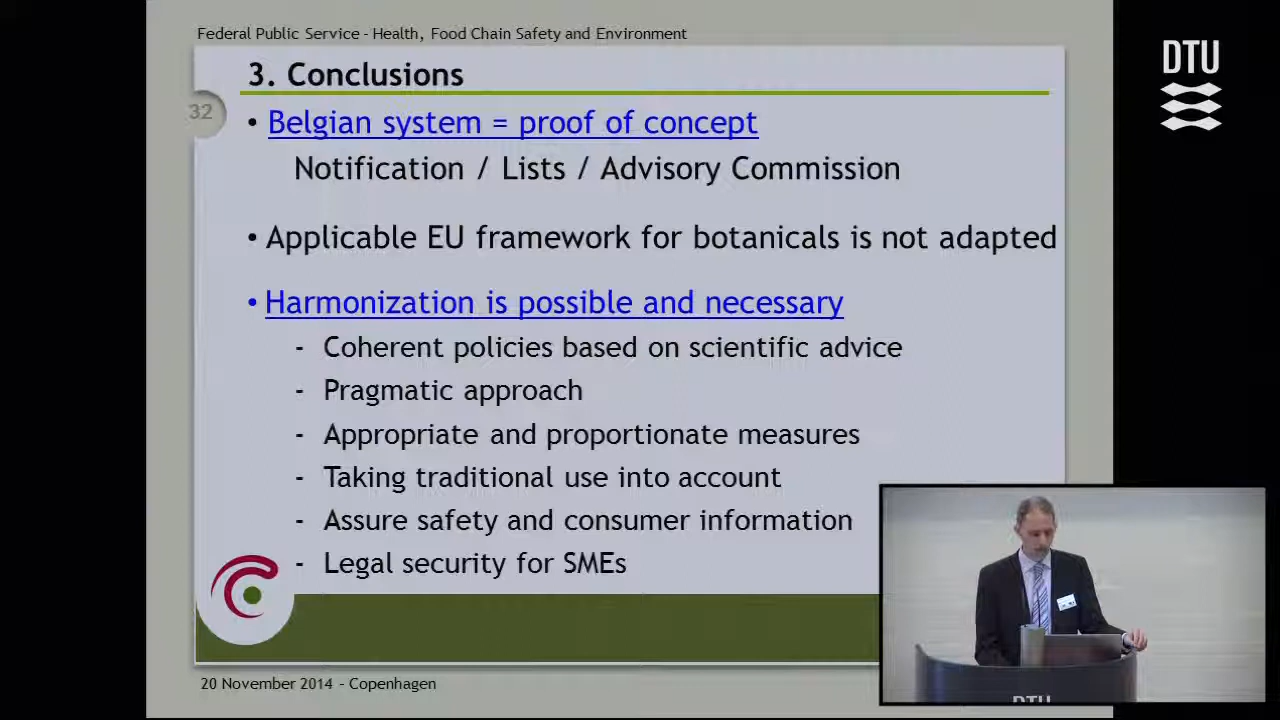 Federal Public Service - Health, Food Chain Safety and Environment
DTU
3. Conclusions
32
• Belgian system = proof of concept
Notification / Lists / Advisory Commission
• Applicable EU framework for botanicals is not adapted
• Harmonization is possible and necessary
- Coherent policies based on scientific advice
- Pragmatic approach
- Appropriate and proportionate measures
- Taking traditional use into account
- Assure safety and consumer information
- Legal security for SMEs
DTU
20 November 2014 - Copenhagen